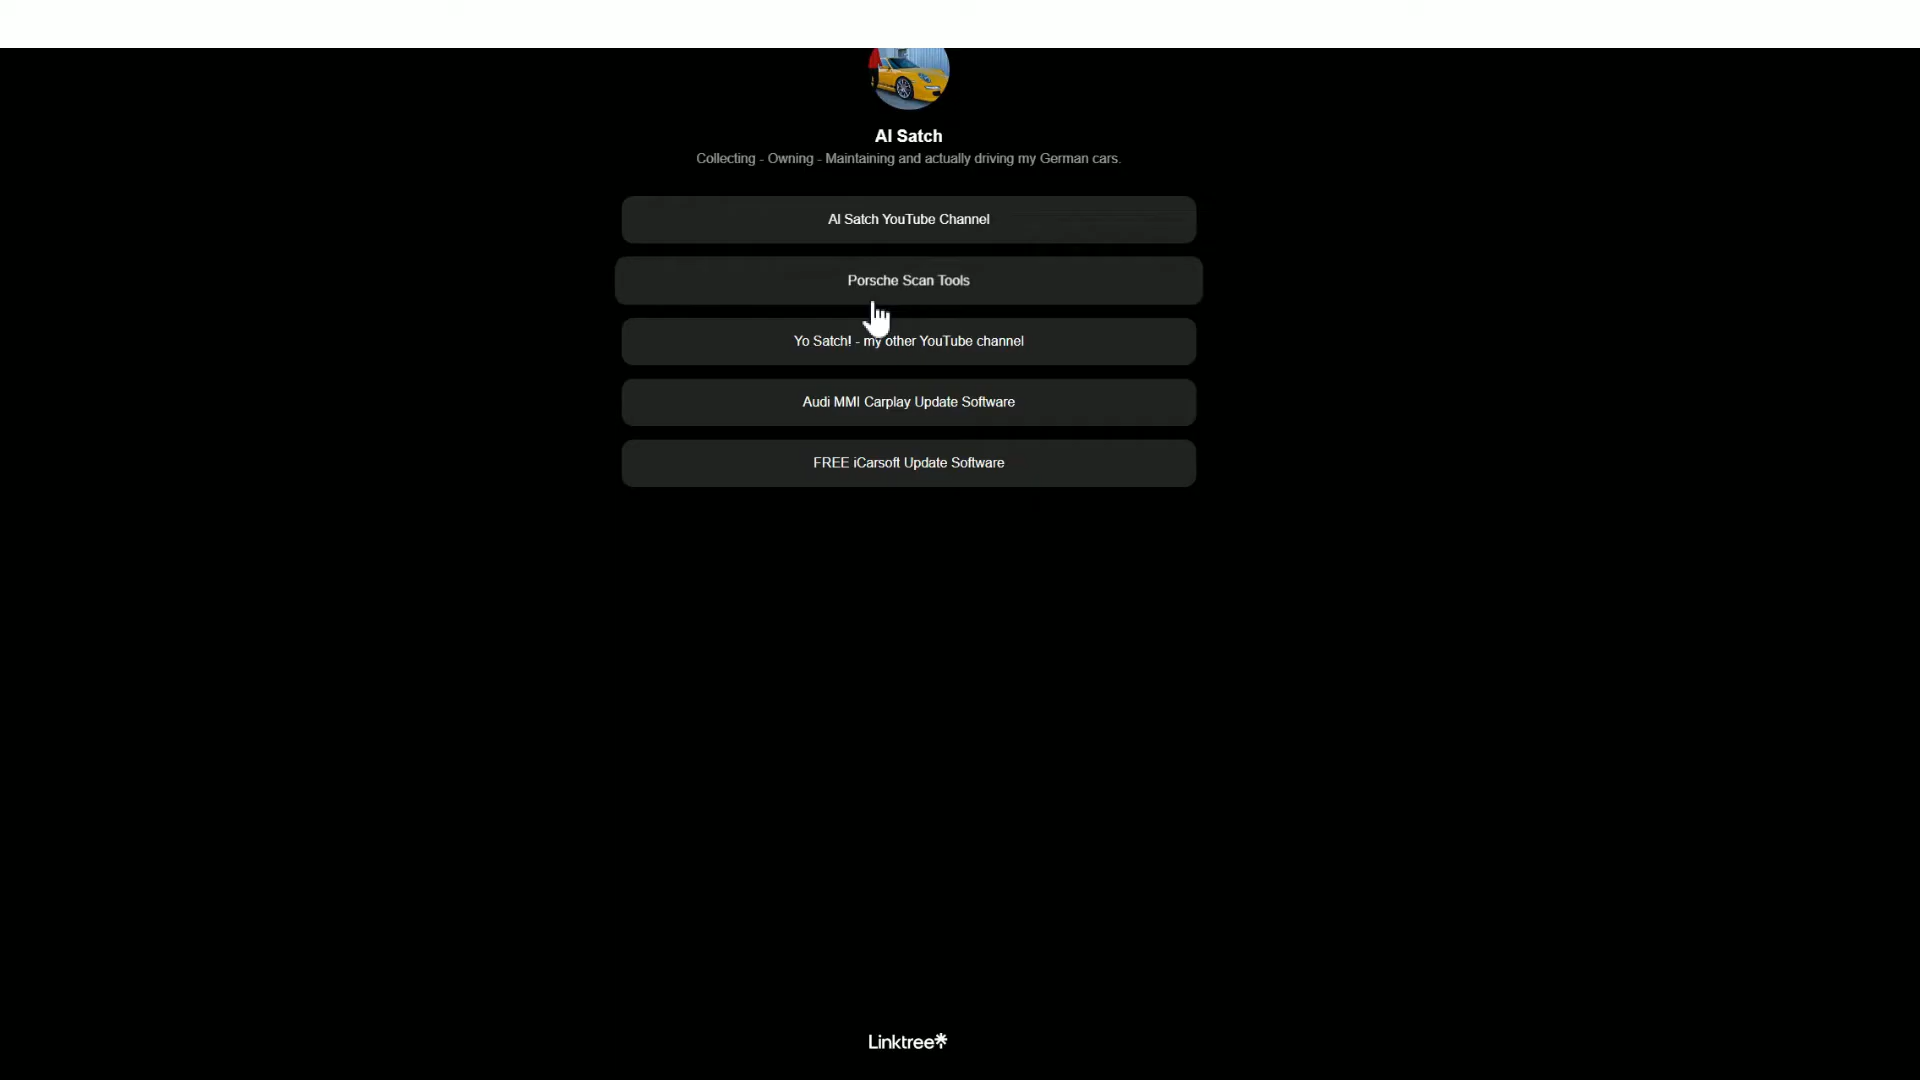 Al Satch
Collecting - Owning - Maintaining and actually driving my German cars.
Al Satch YouTube Channel
Porsche Scan Tools
Yo Satch! - my other YouTube channel
Audi MMI Carplay Update Software
FREE iCarsoft Update Software
Linktree